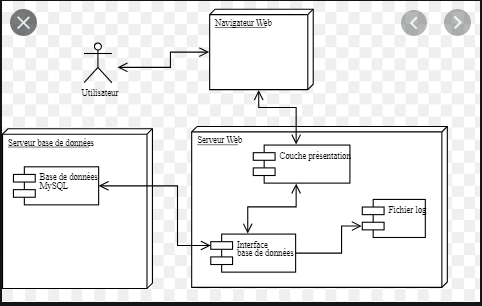 Navigateur Web
Utilisateur
Serveur base de données
Base de données
MySQL
Serveur Web
Couche présentation
Fichier log
Interface
base de données